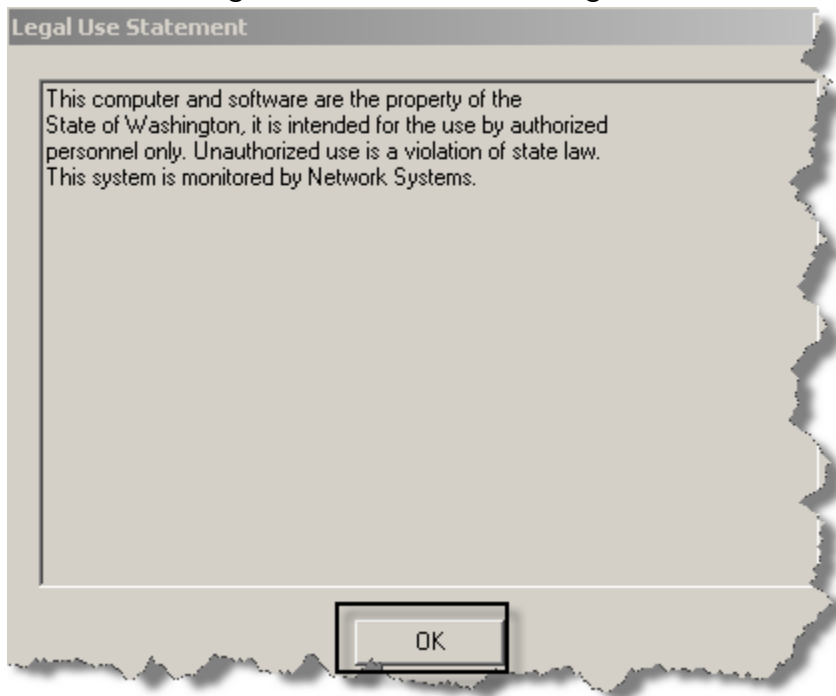 Legal Use Statement
This computer and software are the property of the
State of Washington, it is intended for the use by authorized
personnel only. Unauthorized use is a violation of state law.
This system is monitored by Network Systems.
OK